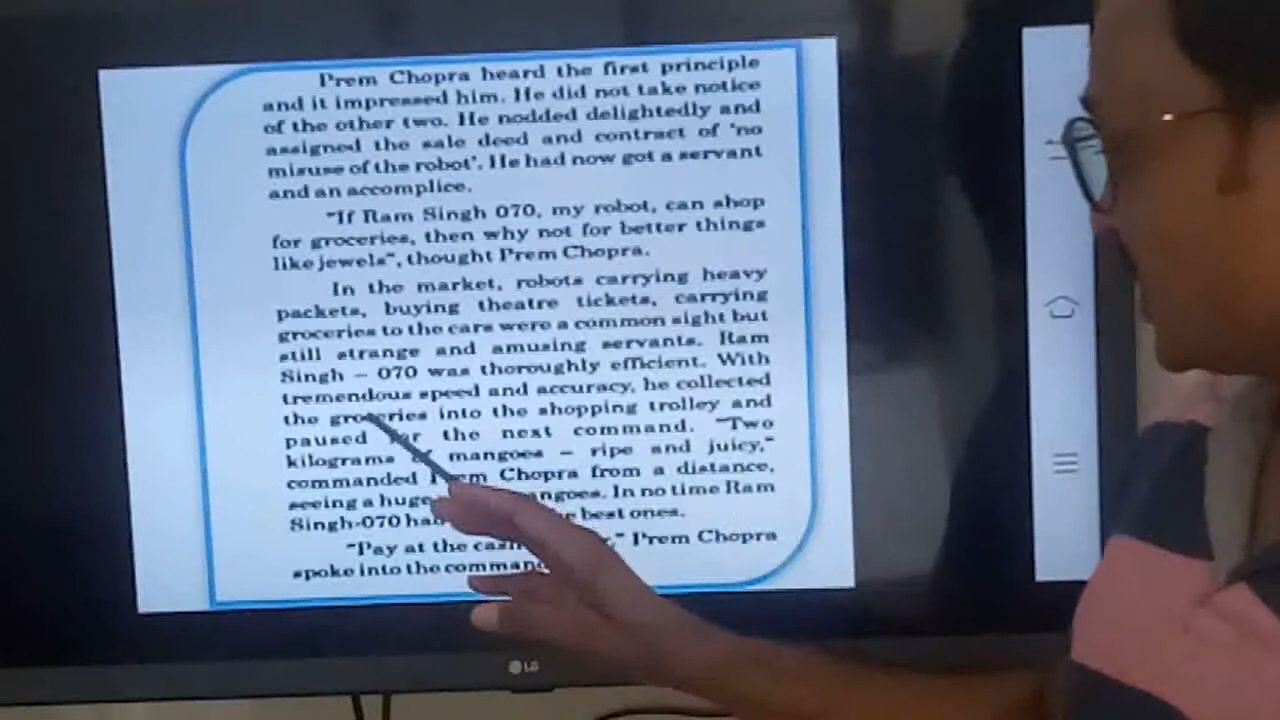 Prem Chopra heard the first principle
and it impressed him. He did not take notice
of the other two. He nodded delightedly and
assigned the sale deed and contract of 'no
misuse of the robot'. He had now got a servant
and an accomplice.
"If Ram Singh 070, my robot, can shop
for groceries, then why not for better things
like jewels", thought Prem Chopra.
In the market, robots carrying heavy
packets, buying theatre tickets, carrying
groceries to the cars were a common sight but
still strange and amusing servants. Ram
Singh – 070 was thoroughly efficient. With
tremendous speed and accuracy, he collected
the groceries into the shopping trolley and
paused for the next command. "Two
kilograms of mangoes – ripe and juicy,"
commanded Prem Chopra from a distance,
seeing a huge mangoes. In no time Ram
Singh-070 had best ones.
"Pay at the Prem Chopra
spoke into the
LG